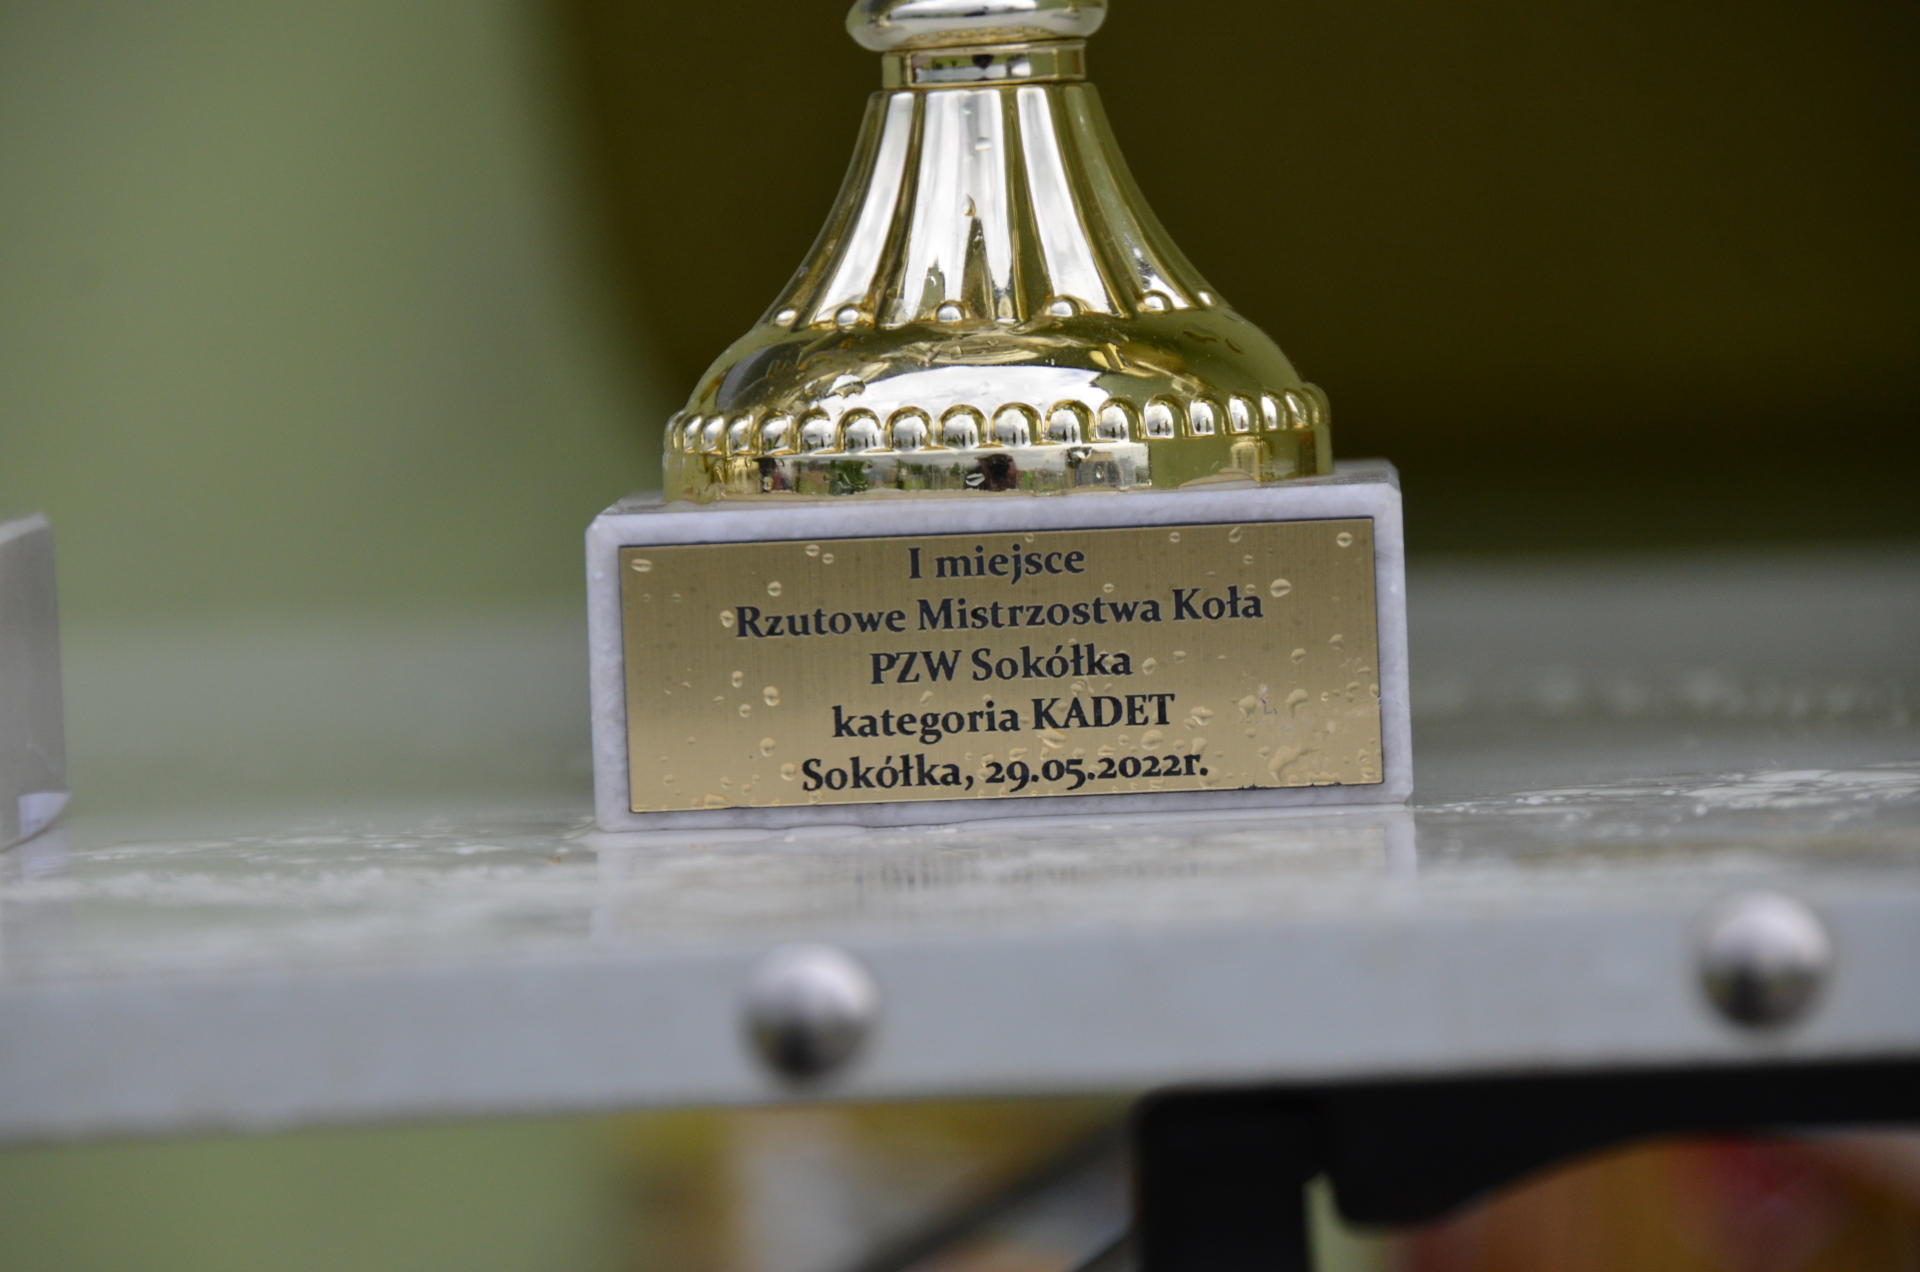 I miejsce
Rzutowe Mistrzostwa Koła
PZW Sokółka
kategoria KADET
Sokółka, 29.05.2022r.